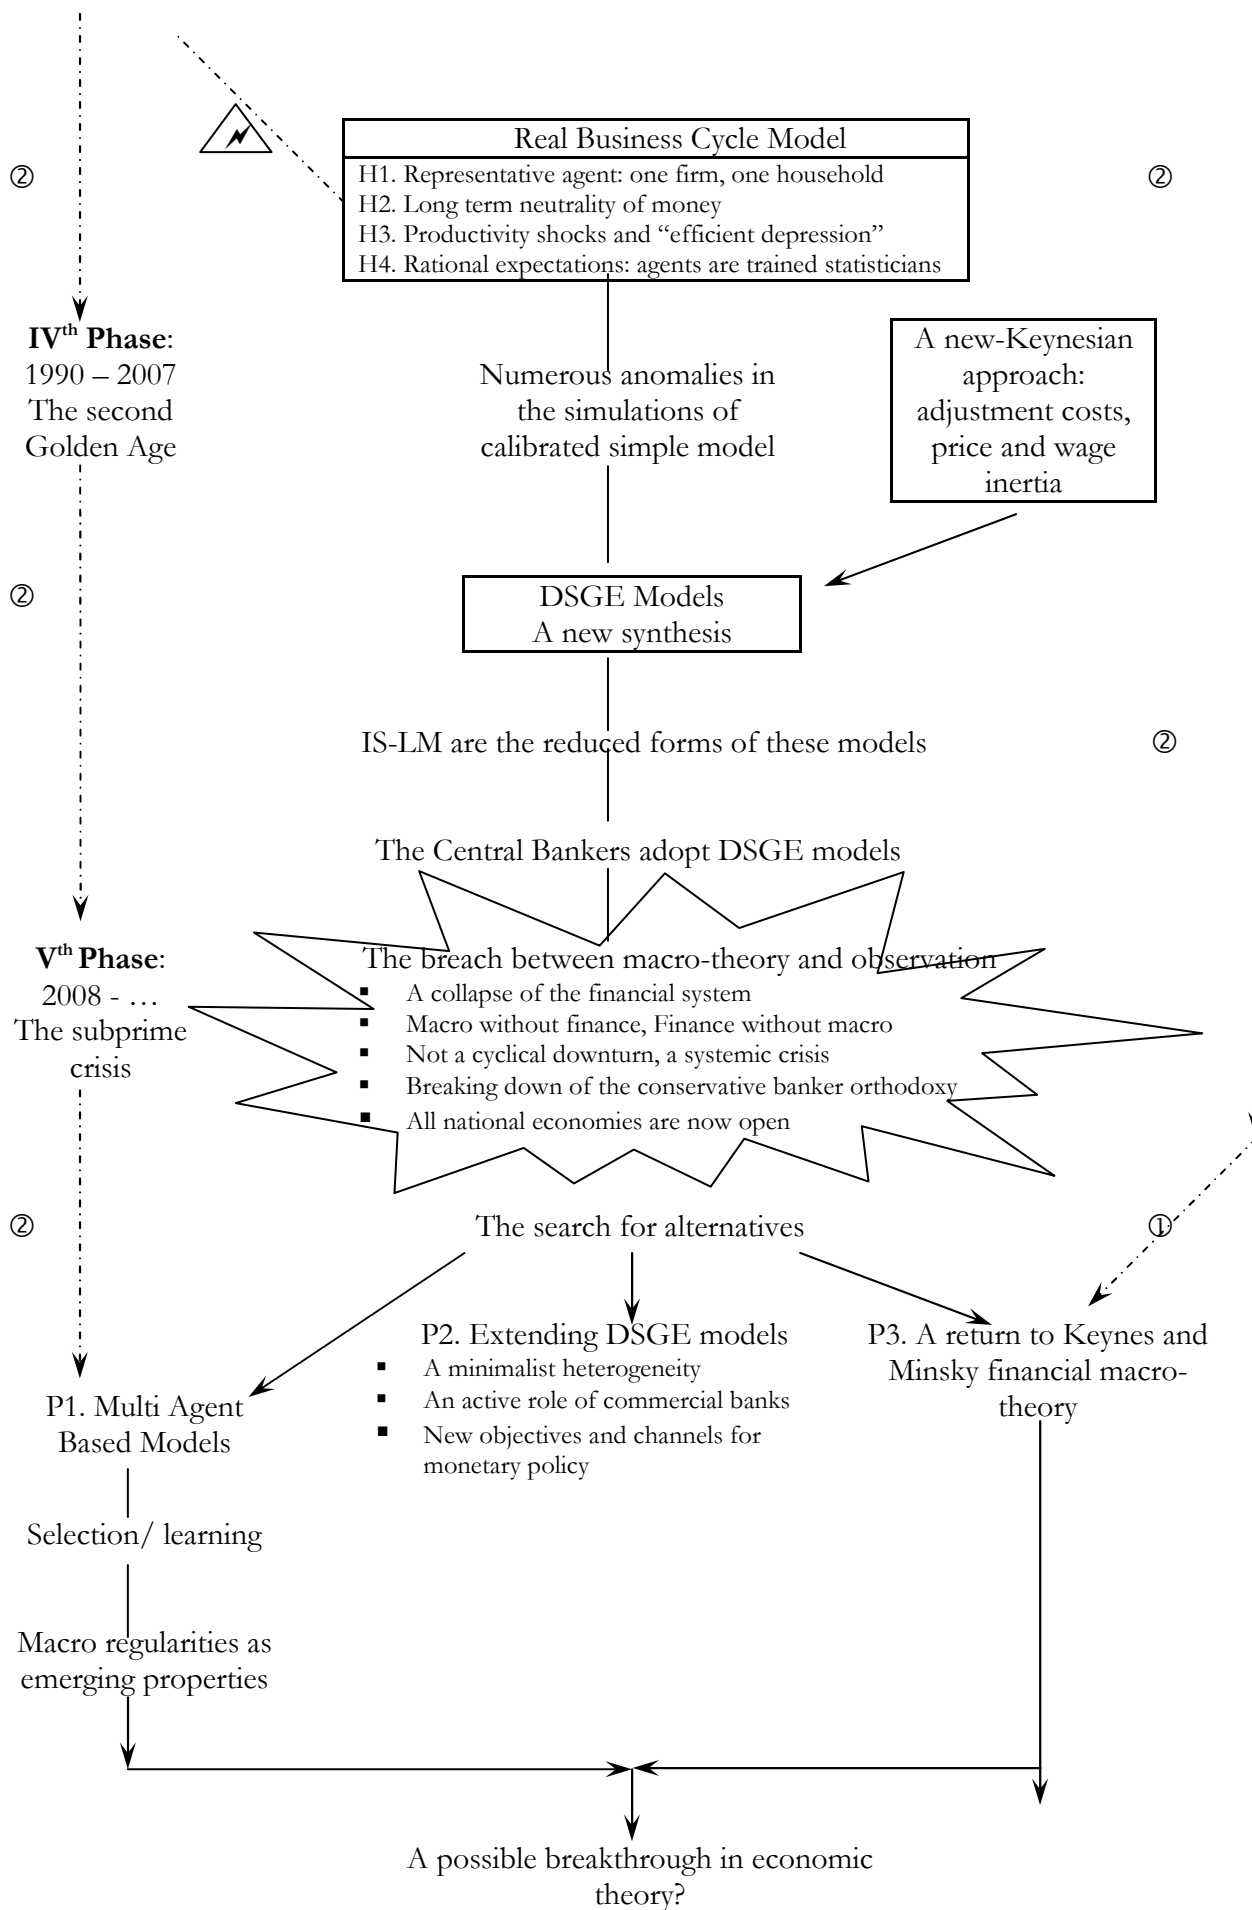 Real Business Cycle Model
②
H1. Representative agent: one firm, one household
②
H2. Long term neutrality of money
H3. Productivity shocks and “efficient depression”
H4. Rational expectations: agents are trained statisticians
IVth Phase:
1990 – 2007
The second
Golden Age
Numerous anomalies in
the simulations of
calibrated simple model
A new-Keynesian
approach:
adjustment costs,
price and wage
inertia
②
DSGE Models
A new synthesis
IS-LM are the reduced forms of these models
②
The Central Bankers adopt DSGE models
Vth Phase:
2008 - …
The subprime
crisis
The breach between macro-theory and observation
▪ A collapse of the financial system
▪ Macro without finance, Finance without macro
▪ Not a cyclical downturn, a systemic crisis
▪ Breaking down of the conservative banker orthodoxy
▪ All national economies are now open
②
The search for alternatives
①
P1. Multi Agent
Based Models
P2. Extending DSGE models
▪ A minimalist heterogeneity
▪ An active role of commercial banks
▪ New objectives and channels for
monetary policy
P3. A return to Keynes and
Minsky financial macro-
theory
Selection/ learning
Macro regularities as
emerging properties
A possible breakthrough in economic
theory?